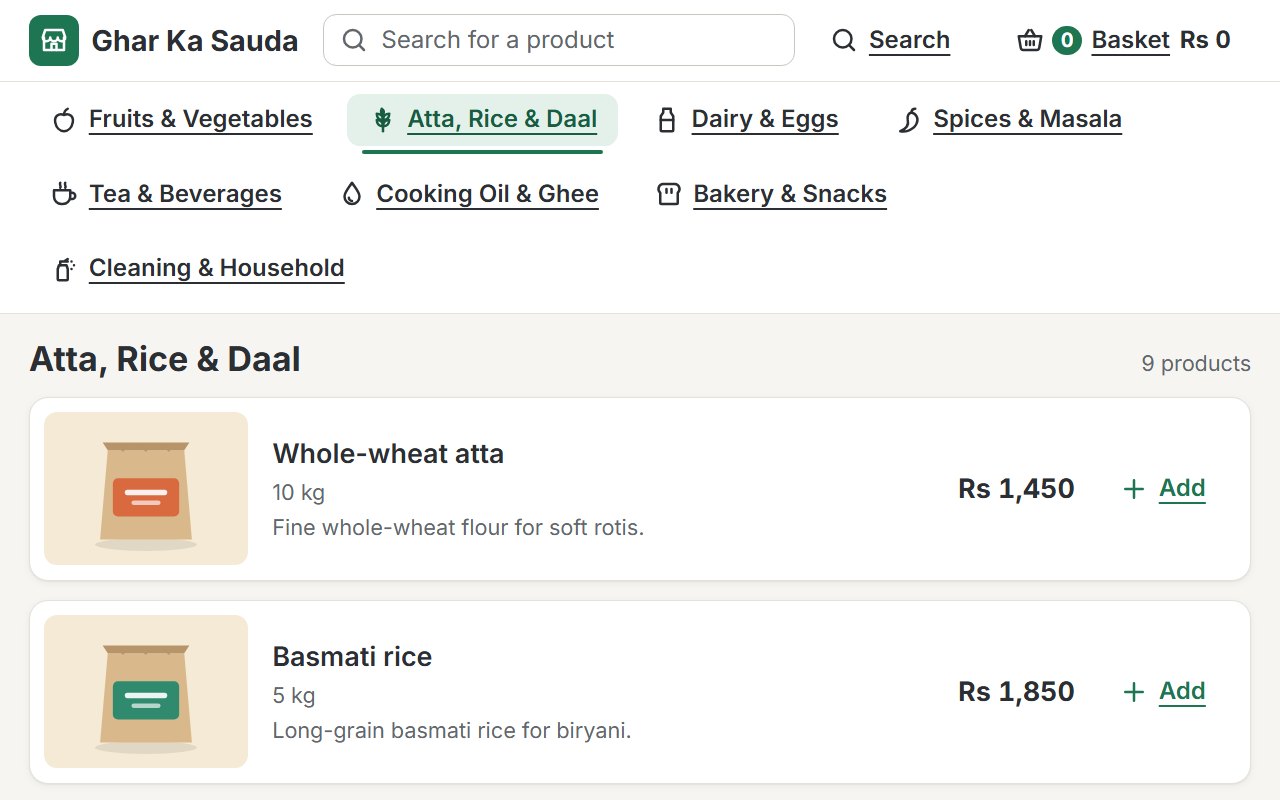 Ghar Ka Sauda
Search for a product
Search
0 Basket Rs 0
Fruits & Vegetables
Atta, Rice & Daal
Dairy & Eggs
Spices & Masala
Tea & Beverages
Cooking Oil & Ghee
Bakery & Snacks
Cleaning & Household
Atta, Rice & Daal
9 products
Whole-wheat atta
10 kg
Fine whole-wheat flour for soft rotis.
Rs 1,450
Add
Basmati rice
5 kg
Long-grain basmati rice for biryani.
Rs 1,850
Add